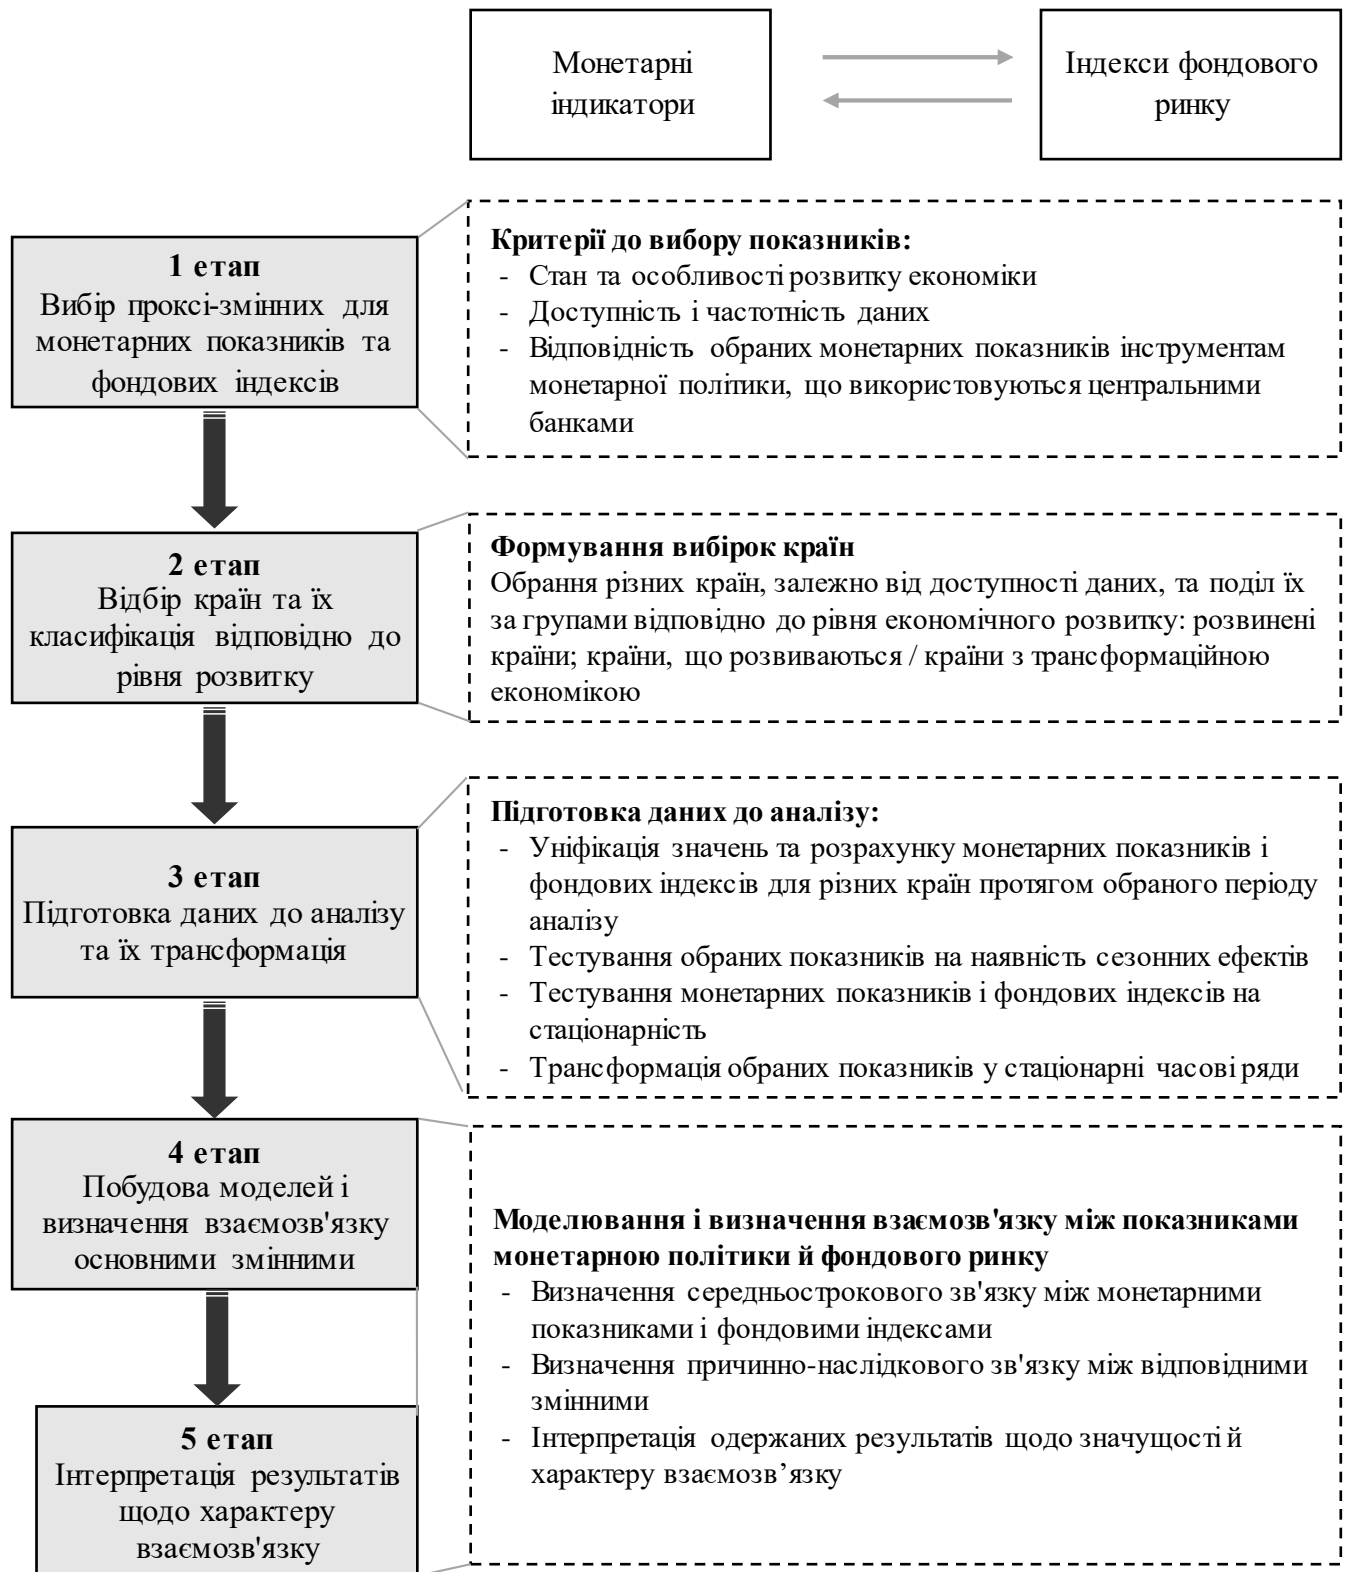 Монетарні
індикатори
Індекси фондового
ринку
1 етап
Вибір проксі-змінних для
монетарних показників та
фондових індексів
Критерії до вибору показників:
- Стан та особливості розвитку економіки
- Доступність і частотність даних
- Відповідність обраних монетарних показників інструментам
монетарної політики, що використовуються центральними
банками
2 етап
Відбір країн та їх
класифікація відповідно до
рівня розвитку
Формування вибірок країн
Обрання різних країн, залежно від доступності даних, та поділ їх
за групами відповідно до рівня економічного розвитку: розвинені
країни; країни, що розвиваються / країни з трансформаційною
економікою
3 етап
Підготовка даних до аналізу
та їх трансформація
Підготовка даних до аналізу:
- Уніфікація значень та розрахунку монетарних показників і
фондових індексів для різних країн протягом обраного періоду
аналізу
- Тестування обраних показників на наявність сезонних ефектів
- Тестування монетарних показників і фондових індексів на
стаціонарність
- Трансформація обраних показників у стаціонарні часові ряди
4 етап
Побудова моделей і
визначення взаємозв'язку
основними змінними
Моделювання і визначення взаємозв'язку між показниками
монетарною політики й фондового ринку
- Визначення середньострокового зв'язку між монетарними
показниками і фондовими індексами
- Визначення причинно-наслідкового зв'язку між відповідними
змінними
- Інтерпретація одержаних результатів щодо значущості й
характеру взаємозв’язку
5 етап
Інтерпретація результатів
щодо характеру
взаємозв'язку